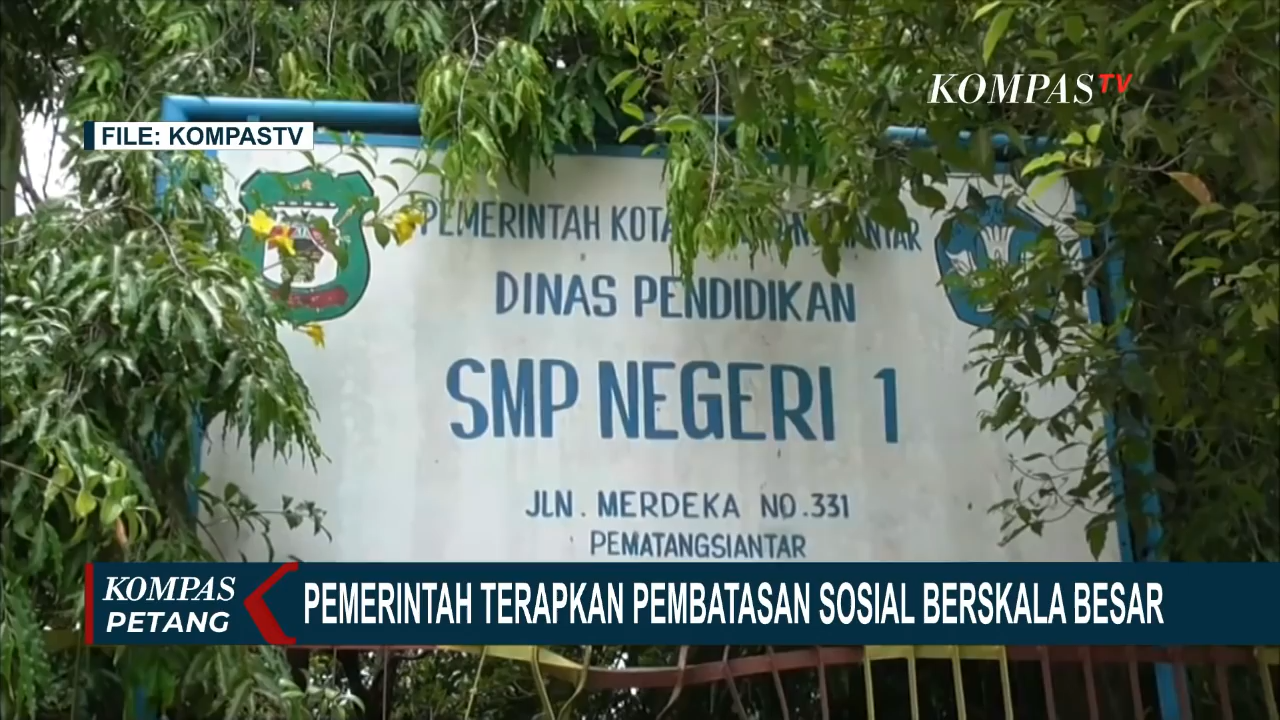 KOMPASTV
FILE: KOMPASTV
PEMERINTAH KOTA
DINAS PENDIDIKAN
SMP NEGERI 1
JLN. MERDEKA NO.331
PEMATANGSIANTAR
KOMPAS PETANG
PEMERINTAH TERAPKAN PEMBATASAN SOSIAL BERSKALA BESAR